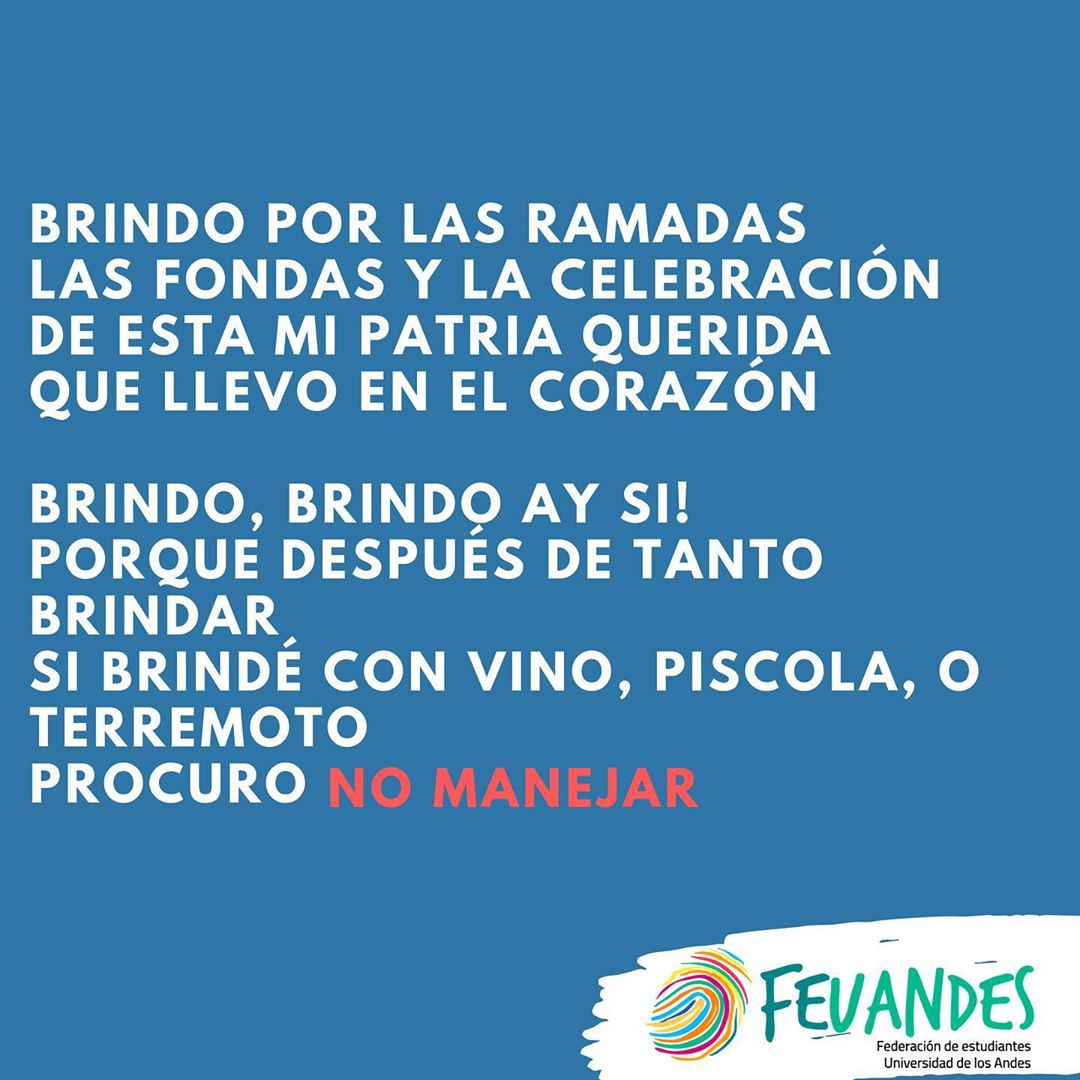 BRINDO POR LAS RAMADAS
LAS FONDAS Y LA CELEBRACIÓN
DE ESTA MI PATRIA QUERIDA
QUE LLEVO EN EL CORAZÓN
BRINDO, BRINDO AY SI!
PORQUE DESPUÉS DE TANTO
BRINDAR
SI BRINDÉ CON VINO, PISCOLA, O
TERREMOTO
PROCURO NO MANEJAR
FEUANDES
Federación de estudiantes
Universidad de los Andes